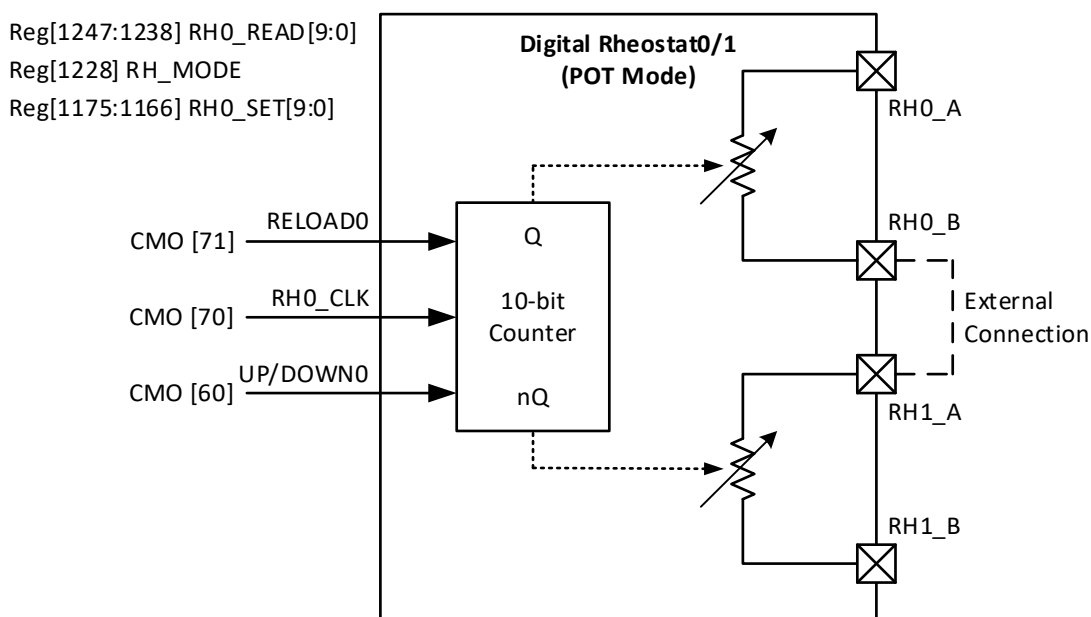 Reg[1247:1238] RH0_READ[9:0]
Reg[1228] RH_MODE
Reg[1175:1166] RH0_SET[9:0]
Digital Rheostat0/1
(POT Mode)
RH0_A
RH0_B
External
Connection
RH1_A
RH1_B
CMO [71]
RELOAD0
CMO [70]
RH0_CLK
CMO [60]
UP/DOWN0
Q
10-bit
Counter
nQ